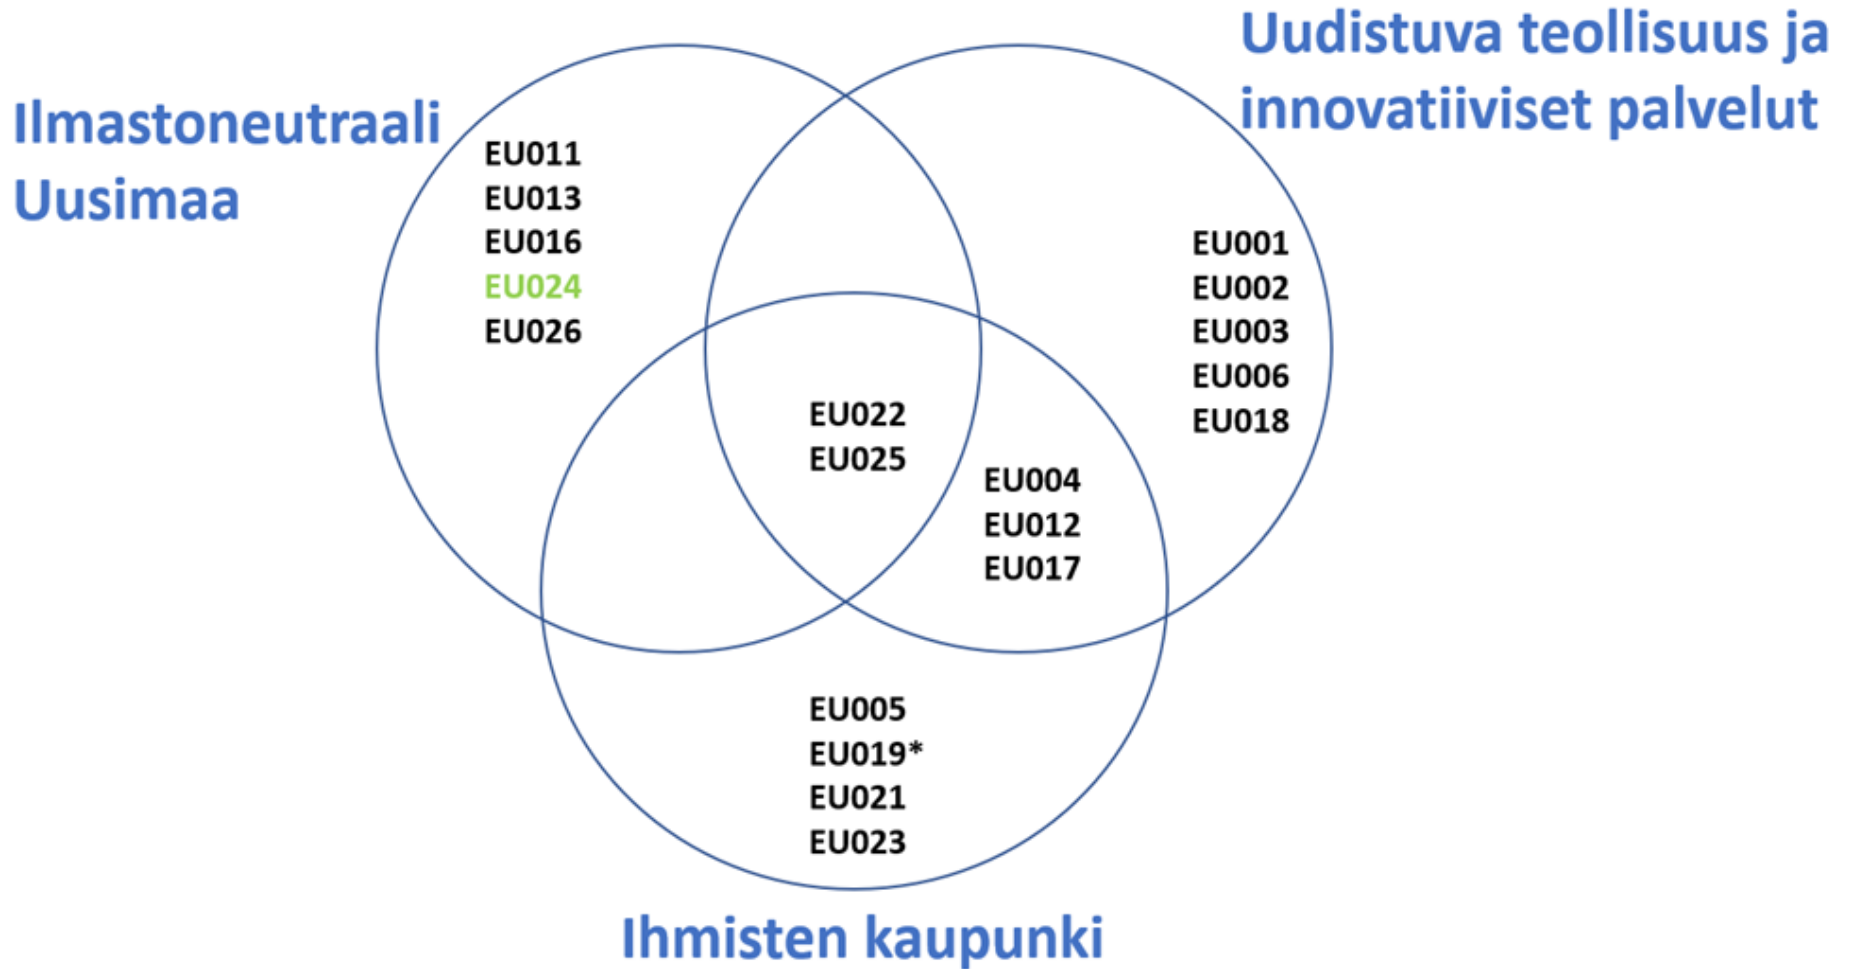 Ilmastoneutraali
Uusimaa
Uudistuva teollisuus ja
innovatiiviset palvelut
EU011
EU013
EU016
EU024
EU026
EU001
EU002
EU003
EU006
EU018
EU022
EU025
EU004
EU012
EU017
EU005
EU019*
EU021
EU023
Ihmisten kaupunki